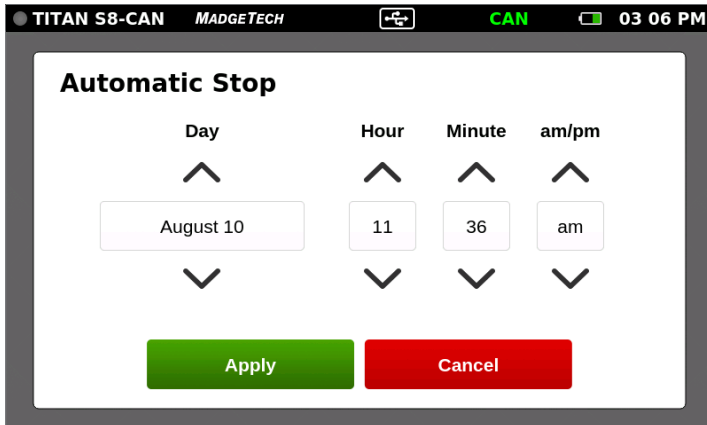 TITAN S8-CAN MADGETECH CAN 03 06 PM
Automatic Stop
Day Hour Minute am/pm
August 10 11 36 am
Apply Cancel